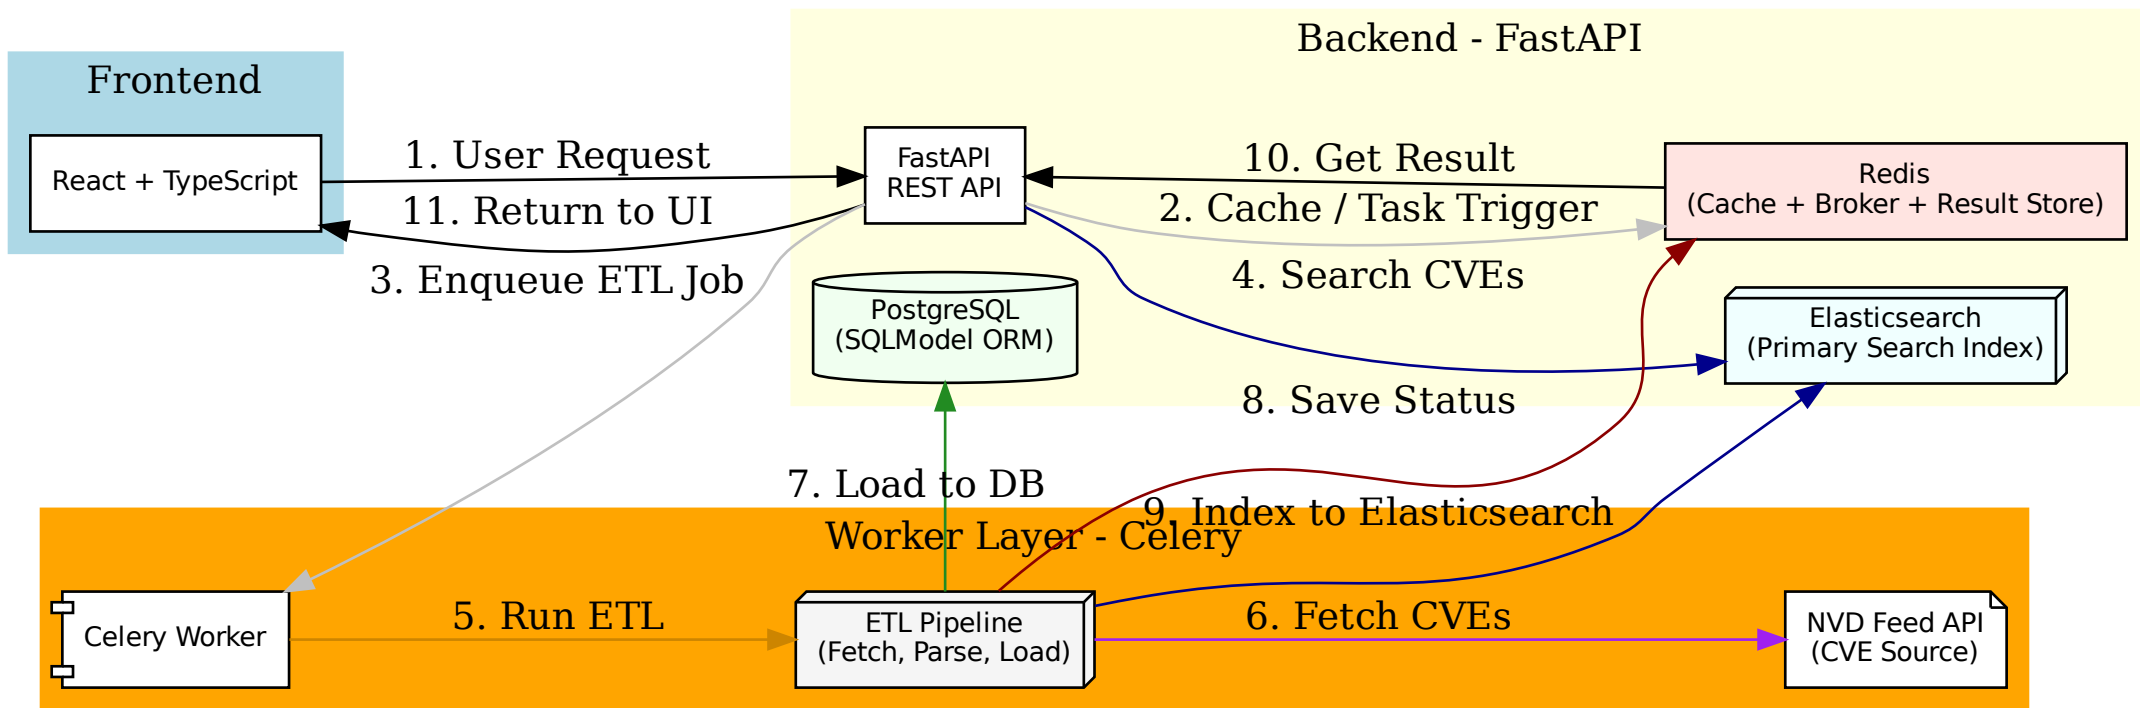 Backend - FastAPI
Frontend
React + TypeScript
1. User Request
11. Return to UI
3. Enqueue ETL Job
FastAPI
REST API
10. Get Result
2. Cache / Task Trigger
4. Search CVEs
Redis
(Cache + Broker + Result Store)
PostgreSQL
(SQLModel ORM)
Elasticsearch
(Primary Search Index)
8. Save Status
7. Load to DB
9. Index to Elasticsearch
Worker Layer - Celery
Celery Worker
5. Run ETL
ETL Pipeline
(Fetch, Parse, Load)
6. Fetch CVEs
NVD Feed API
(CVE Source)